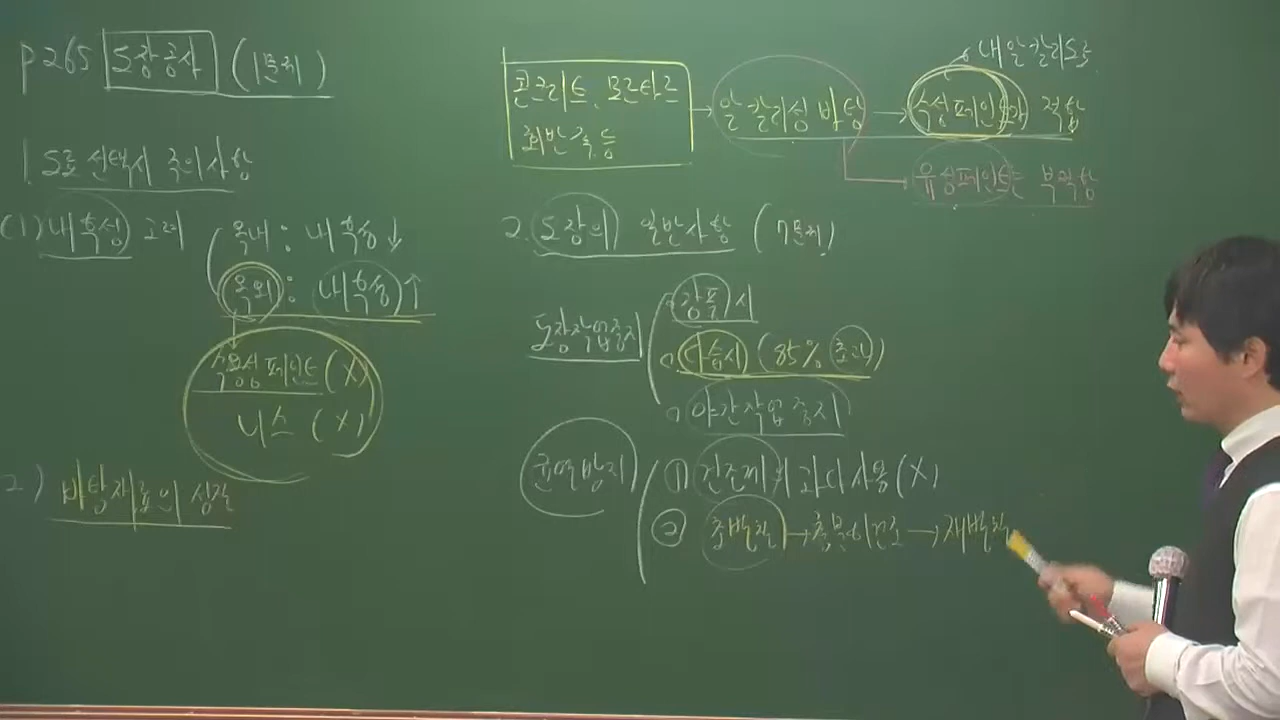 P 265 도장공사 (1문제)
1. 도료 선택시 주의사항
(1) 내후성 고려
옥내 : 내후성↓
옥외 : 내후성↑
수용성페인트 (X)
니스 (X)
2) 바탕재료의 성질
콘크리트, 모르타르
회반죽 등
→ 알칼리성 바탕 → 수성페인트가 적합
내알칼리도료
유성페인트는 부적합
2. 도장의 일반사항 (7문제)
도장작업중지
강풍시
다습시 (85% 초과)
야간작업 중지
균열방지
① 건조제의 과다사용 (X)
② 초벌칠 → 충분히 건조 → 재벌칠